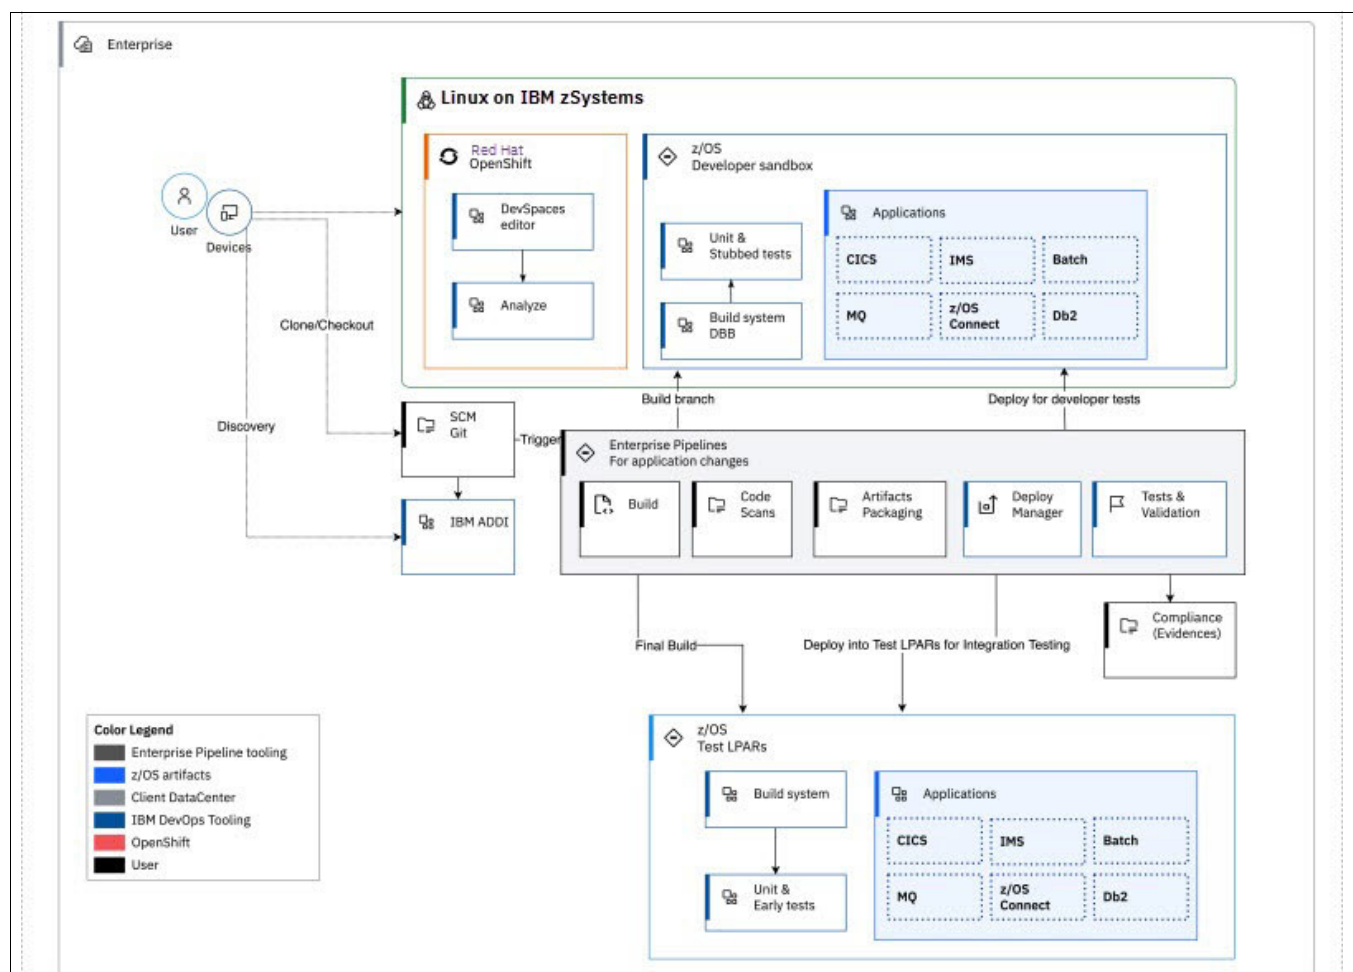 Enterprise
Linux on IBM zSystems
Red Hat
OpenShift
z/OS
Developer sandbox
DevSpaces
editor
Analyze
Unit &
Stubbed tests
Build system
DBB
Applications
CICS
IMS
Batch
MQ
z/OS
Connect
Db2
User
Devices
Clone/Checkout
Discovery
Build branch
Deploy for developer tests
SCM
Git
Trigger
IBM ADDI
Enterprise Pipelines
For application changes
Build
Code
Scans
Artifacts
Packaging
Deploy
Manager
Tests &
Validation
Compliance
(Evidences)
Final Build
Deploy into Test LPARs for Integration Testing
z/OS
Test LPARs
Build system
Unit &
Early tests
Applications
CICS
IMS
Batch
MQ
z/OS
Connect
Db2
Color Legend
Enterprise Pipeline tooling
z/OS artifacts
Client DataCenter
IBM DevOps Tooling
OpenShift
User